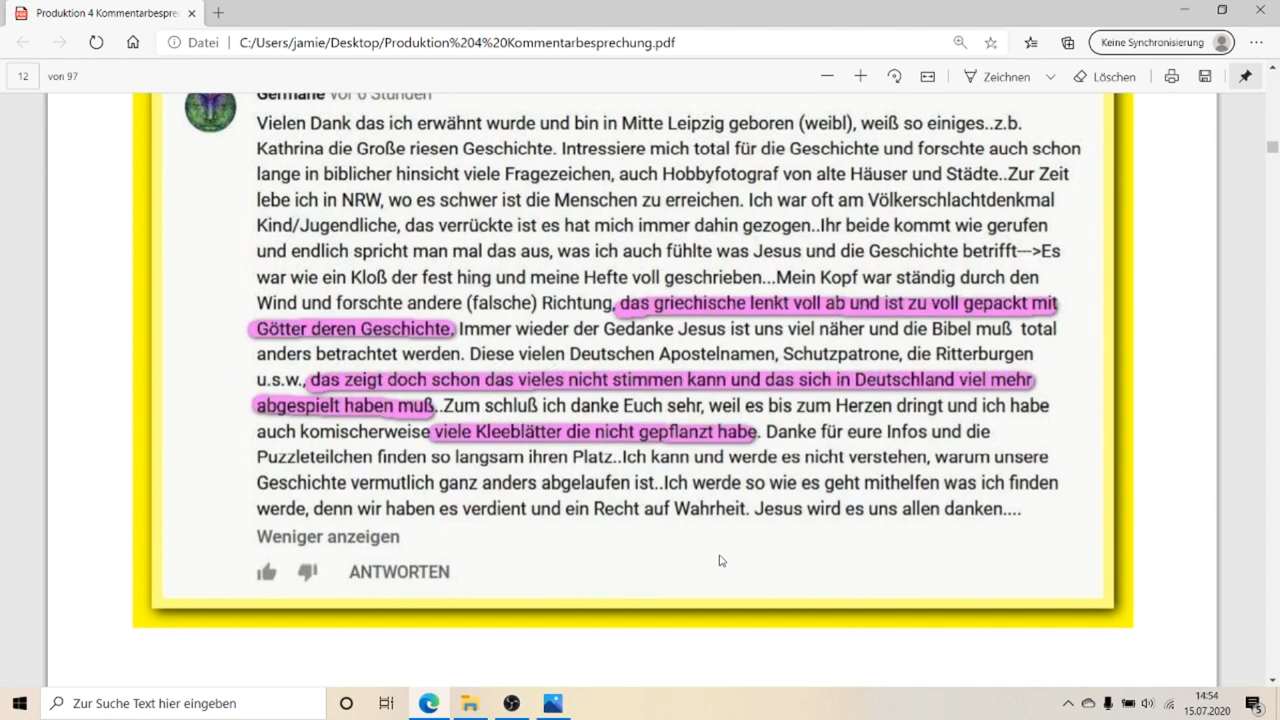 Produktion 4 Kommentarbespre
Datei
C:/Users/jamie/Desktop/Produktion%204%20Kommentarbesprechung.pdf
Keine Synchronisierung
12 von 97
Zeichnen
Löschen
Germane vor 6 Stunden
Vielen Dank das ich erwähnt wurde und bin in Mitte Leipzig geboren (weibl), weiß so einiges..z.b.
Kathrina die Große riesen Geschichte. Intressiere mich total für die Geschichte und forschte auch schon
lange in biblicher hinsicht viele Fragezeichen, auch Hobbyfotograf von alte Häuser und Städte..Zur Zeit
lebe ich in NRW, wo es schwer ist die Menschen zu erreichen. Ich war oft am Völkerschlachtdenkmal
Kind/Jugendliche, das verrückte ist es hat mich immer dahin gezogen..Ihr beide kommt wie gerufen
und endlich spricht man mal das aus, was ich auch fühlte was Jesus und die Geschichte betrifft--->Es
war wie ein Kloß der fest hing und meine Hefte voll geschrieben...Mein Kopf war ständig durch den
Wind und forschte andere (falsche) Richtung, das griechische lenkt voll ab und ist zu voll gepackt mit
Götter deren Geschichte. Immer wieder der Gedanke Jesus ist uns viel näher und die Bibel muß total
anders betrachtet werden. Diese vielen Deutschen Apostelnamen, Schutzpatrone, die Ritterburgen
u.s.w., das zeigt doch schon das vieles nicht stimmen kann und das sich in Deutschland viel mehr
abgespielt haben muß..Zum schluß ich danke Euch sehr, weil es bis zum Herzen dringt und ich habe
auch komischerweise viele Kleeblätter die nicht gepflanzt habe. Danke für eure Infos und die
Puzzleteilchen finden so langsam ihren Platz..Ich kann und werde es nicht verstehen, warum unsere
Geschichte vermutlich ganz anders abgelaufen ist..Ich werde so wie es geht mithelfen was ich finden
werde, denn wir haben es verdient und ein Recht auf Wahrheit. Jesus wird es uns allen danken....
Weniger anzeigen
ANTWORTEN
Zur Suche Text hier eingeben
14:54
15.07.2020
5